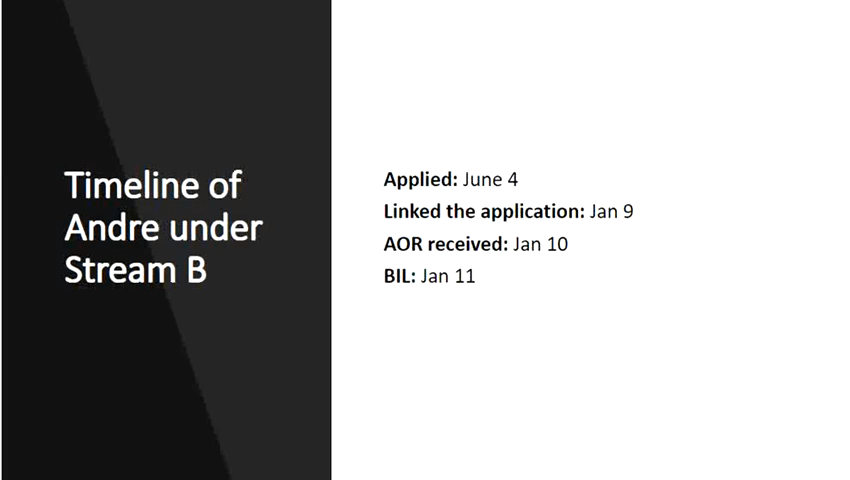 Timeline of
Andre under
Stream B
Applied: June 4
Linked the application: Jan 9
AOR received: Jan 10
BIL: Jan 11